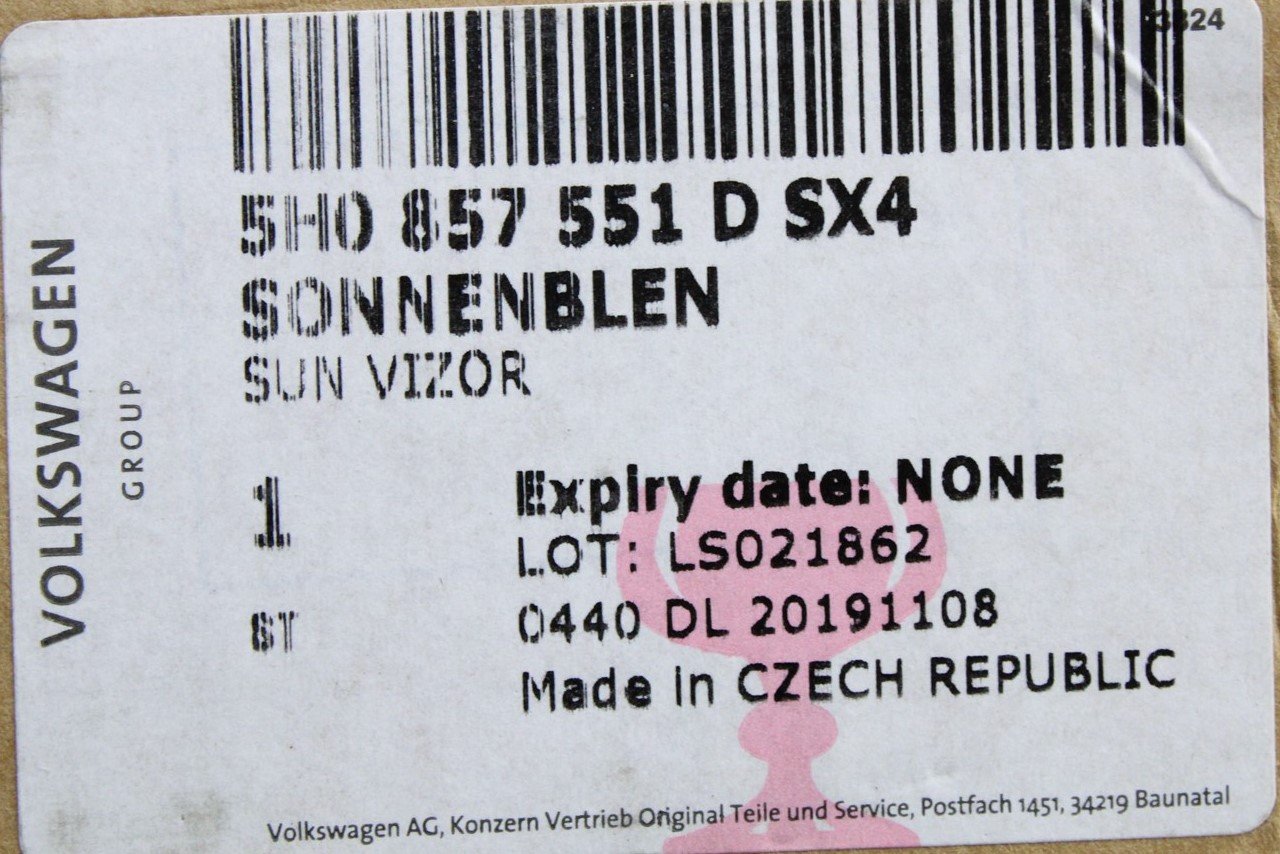 3324
5H0 857 551 D SX4
SONNENBLEN
SUN VIZOR
VOLKSWAGEN
GROUP
1
Expiry date: NONE
LOT: LS021862
ST
0440 DL 20191108
Made in CZECH REPUBLIC
Volkswagen AG, Konzern Vertrieb Original Teile und Service, Postfach 1451, 34219 Baunatal